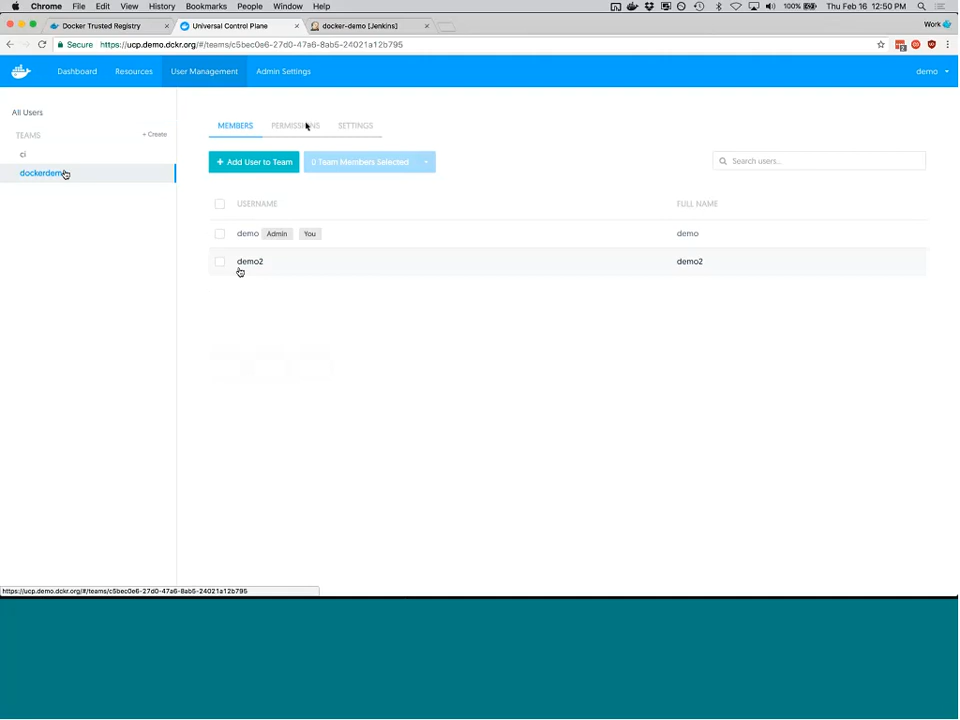 Chrome File Edit View History Bookmarks People Window Help 100% Thu Feb 16 12:50 PM
Docker Trusted Registry × Universal Control Plane × docker-demo [Jenkins] × Work
Secure https://ucp.demo.dckr.org/#/teams/c5bec0e6-27d0-47a6-8ab5-24021a12b795
Dashboard Resources User Management Admin Settings demo
All Users
TEAMS + Create
ci
dockerdemo
MEMBERS PERMISSIONS SETTINGS
+ Add User to Team 0 Team Members Selected Search users...
USERNAME FULL NAME
demo Admin You demo
demo2 demo2
https://ucp.demo.dckr.org/#/teams/c5bec0e6-27d0-47a6-8ab5-24021a12b795